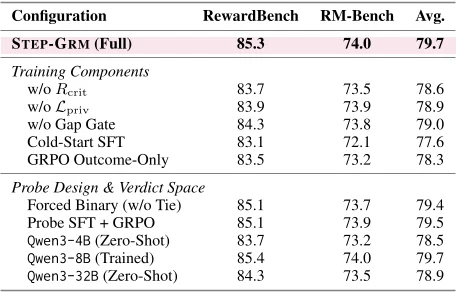 Configuration RewardBench RM-Bench Avg.
STEP-GRM (Full) 85.3 74.0 79.7
Training Components
w/o R_crit 83.7 73.5 78.6
w/o L_priv 83.9 73.9 78.9
w/o Gap Gate 84.3 73.8 79.0
Cold-Start SFT 83.1 72.1 77.6
GRPO Outcome-Only 83.5 73.2 78.3
Probe Design & Verdict Space
Forced Binary (w/o Tie) 85.1 73.7 79.4
Probe SFT + GRPO 85.1 73.9 79.5
Qwen3-4B (Zero-Shot) 83.7 73.2 78.5
Qwen3-8B (Trained) 85.4 74.0 79.7
Qwen3-32B (Zero-Shot) 84.3 73.5 78.9